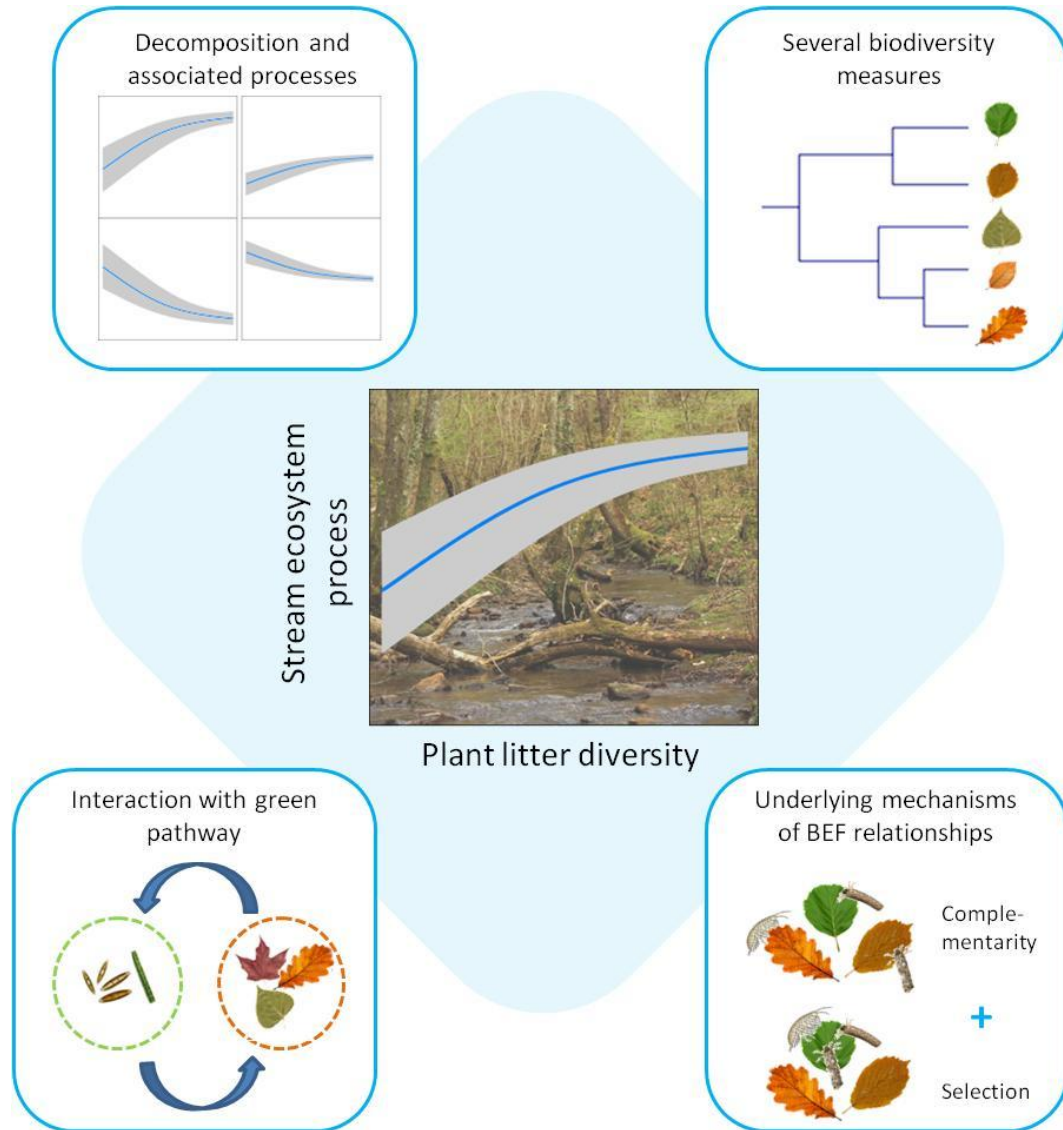 Decomposition and
associated processes
Several biodiversity
measures
Stream ecosystem
process
Plant litter diversity
Interaction with green
pathway
Underlying mechanisms
of BEF relationships
Comple-
mentarity
+
Selection